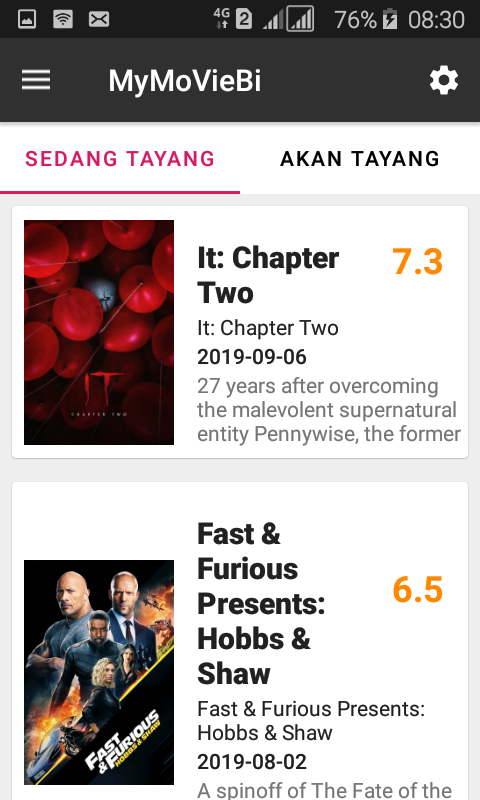 4G 2 76% 08:30
MyMoVieBi
SEDANG TAYANG AKAN TAYANG
It: Chapter
Two
7.3
It: Chapter Two
2019-09-06
27 years after overcoming
the malevolent supernatural
entity Pennywise, the former
IT
CHAPTER TWO
Fast &
Furious
Presents:
Hobbs &
Shaw
6.5
Fast & Furious Presents:
Hobbs & Shaw
2019-08-02
A spinoff of The Fate of the
FAST
&FURIOUS
HOBBS & SHAW